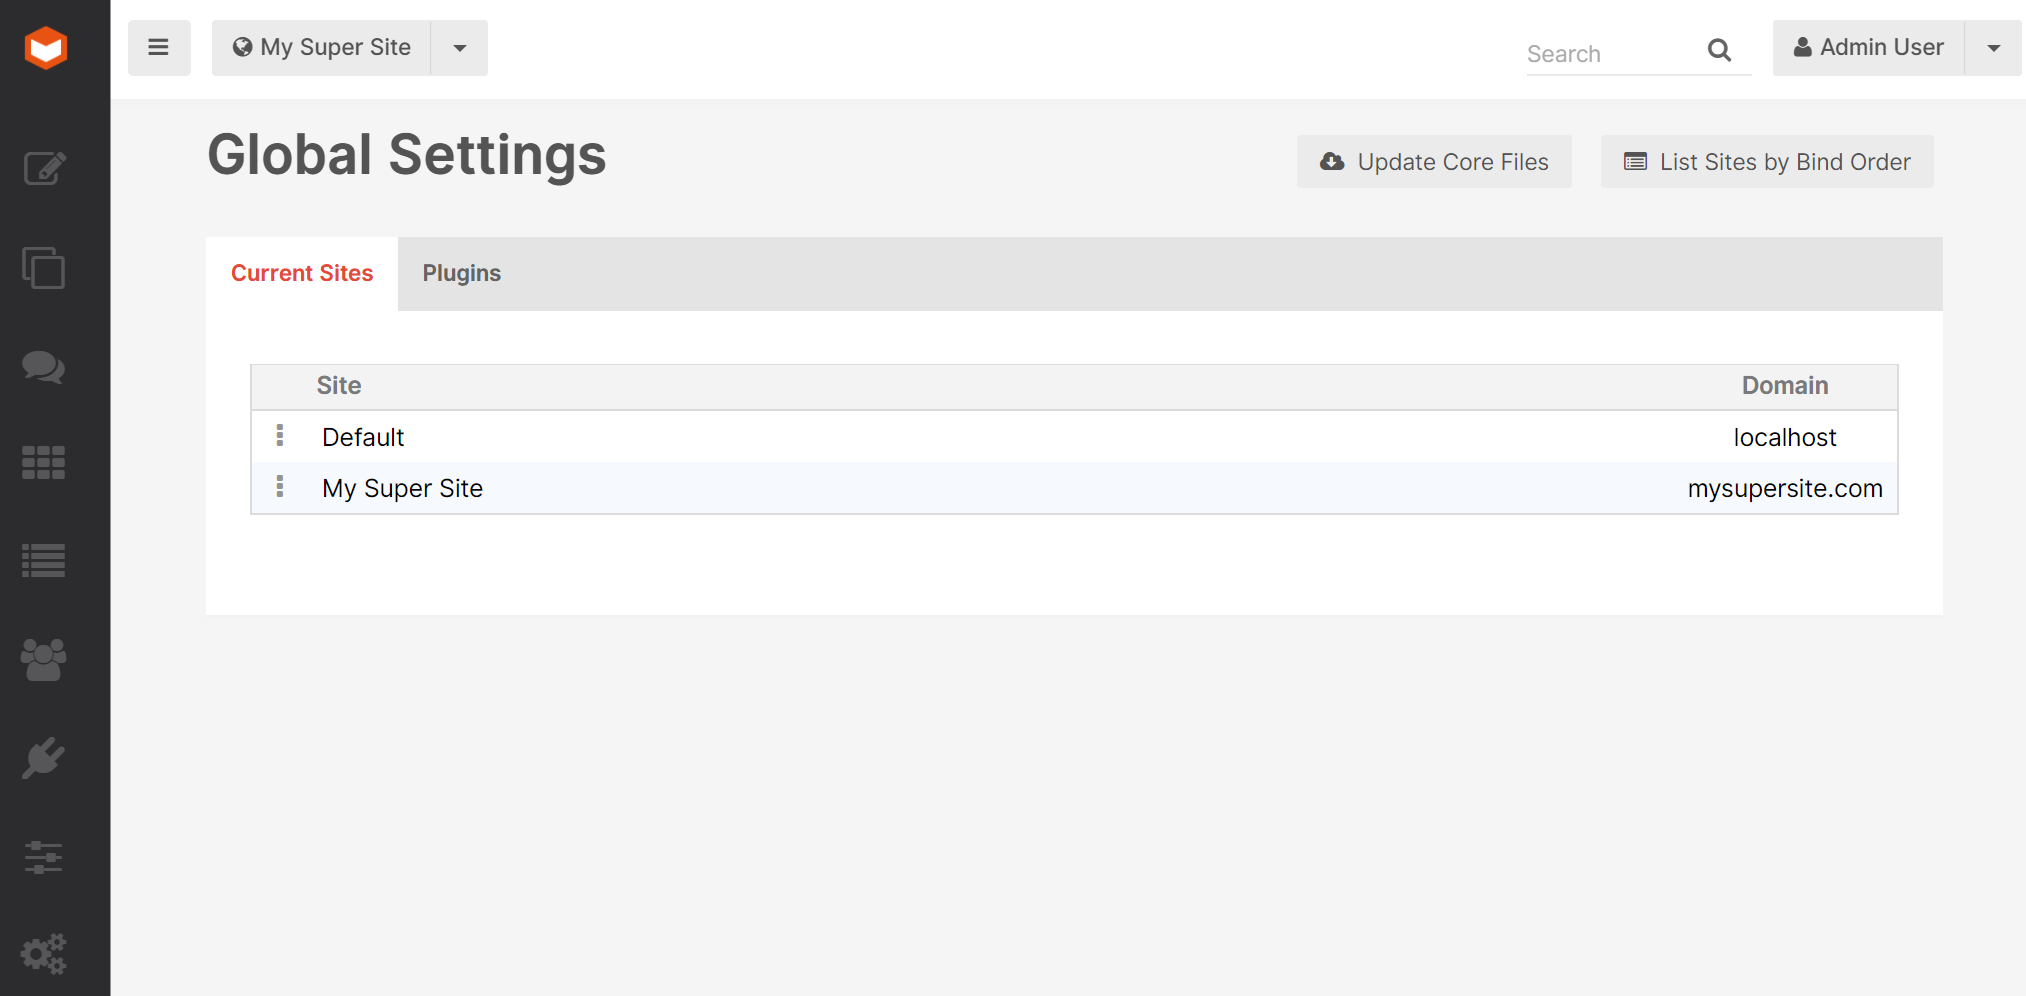 My Super Site
Search
Admin User
Global Settings
Update Core Files
List Sites by Bind Order
Current Sites
Plugins
Site Domain
Default localhost
My Super Site mysupersite.com